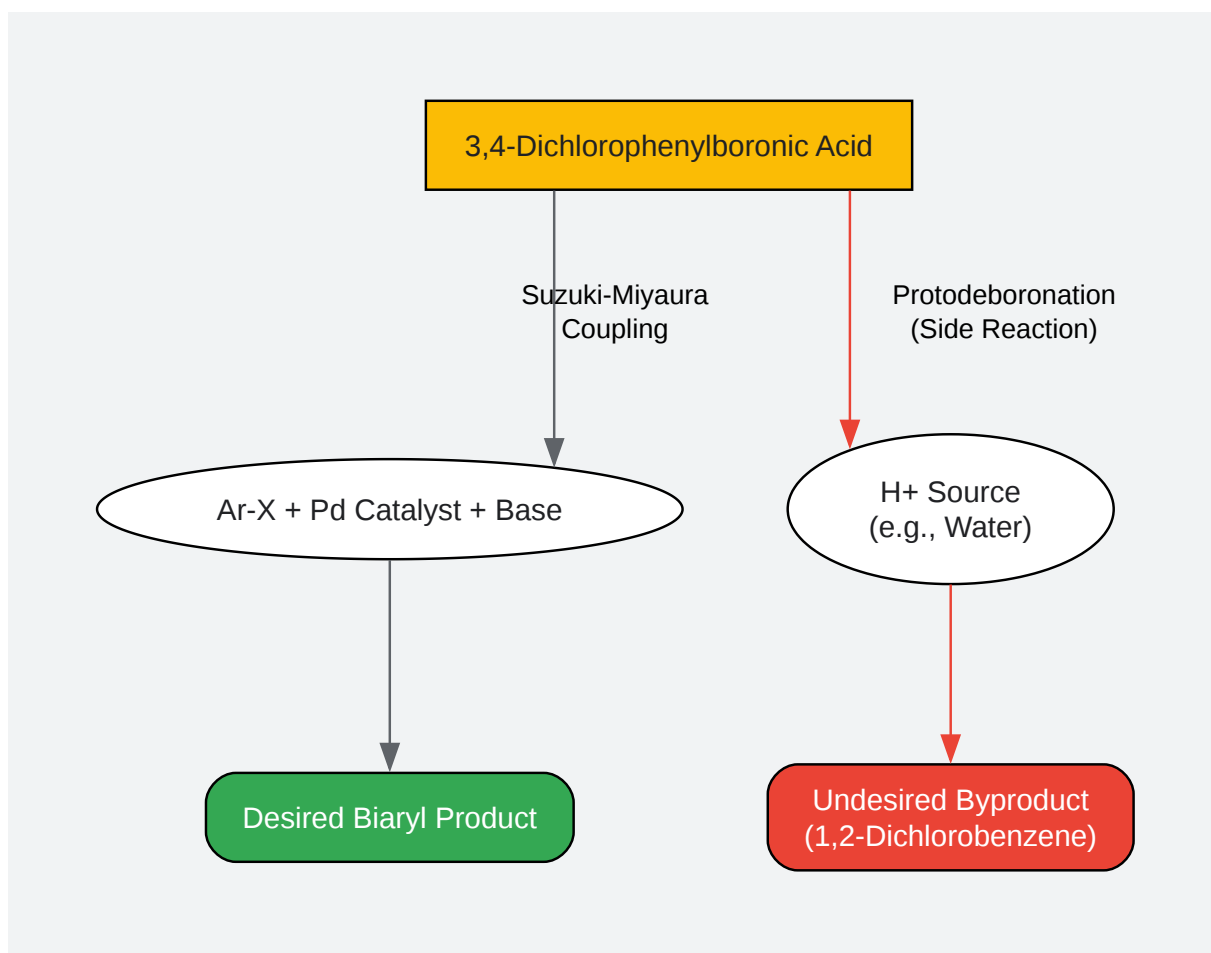 3,4-Dichlorophenylboronic Acid
Suzuki-Miyaura
Coupling
Protodeboronation
(Side Reaction)
Ar-X + Pd Catalyst + Base
H+ Source
(e.g., Water)
Desired Biaryl Product
Undesired Byproduct
(1,2-Dichlorobenzene)